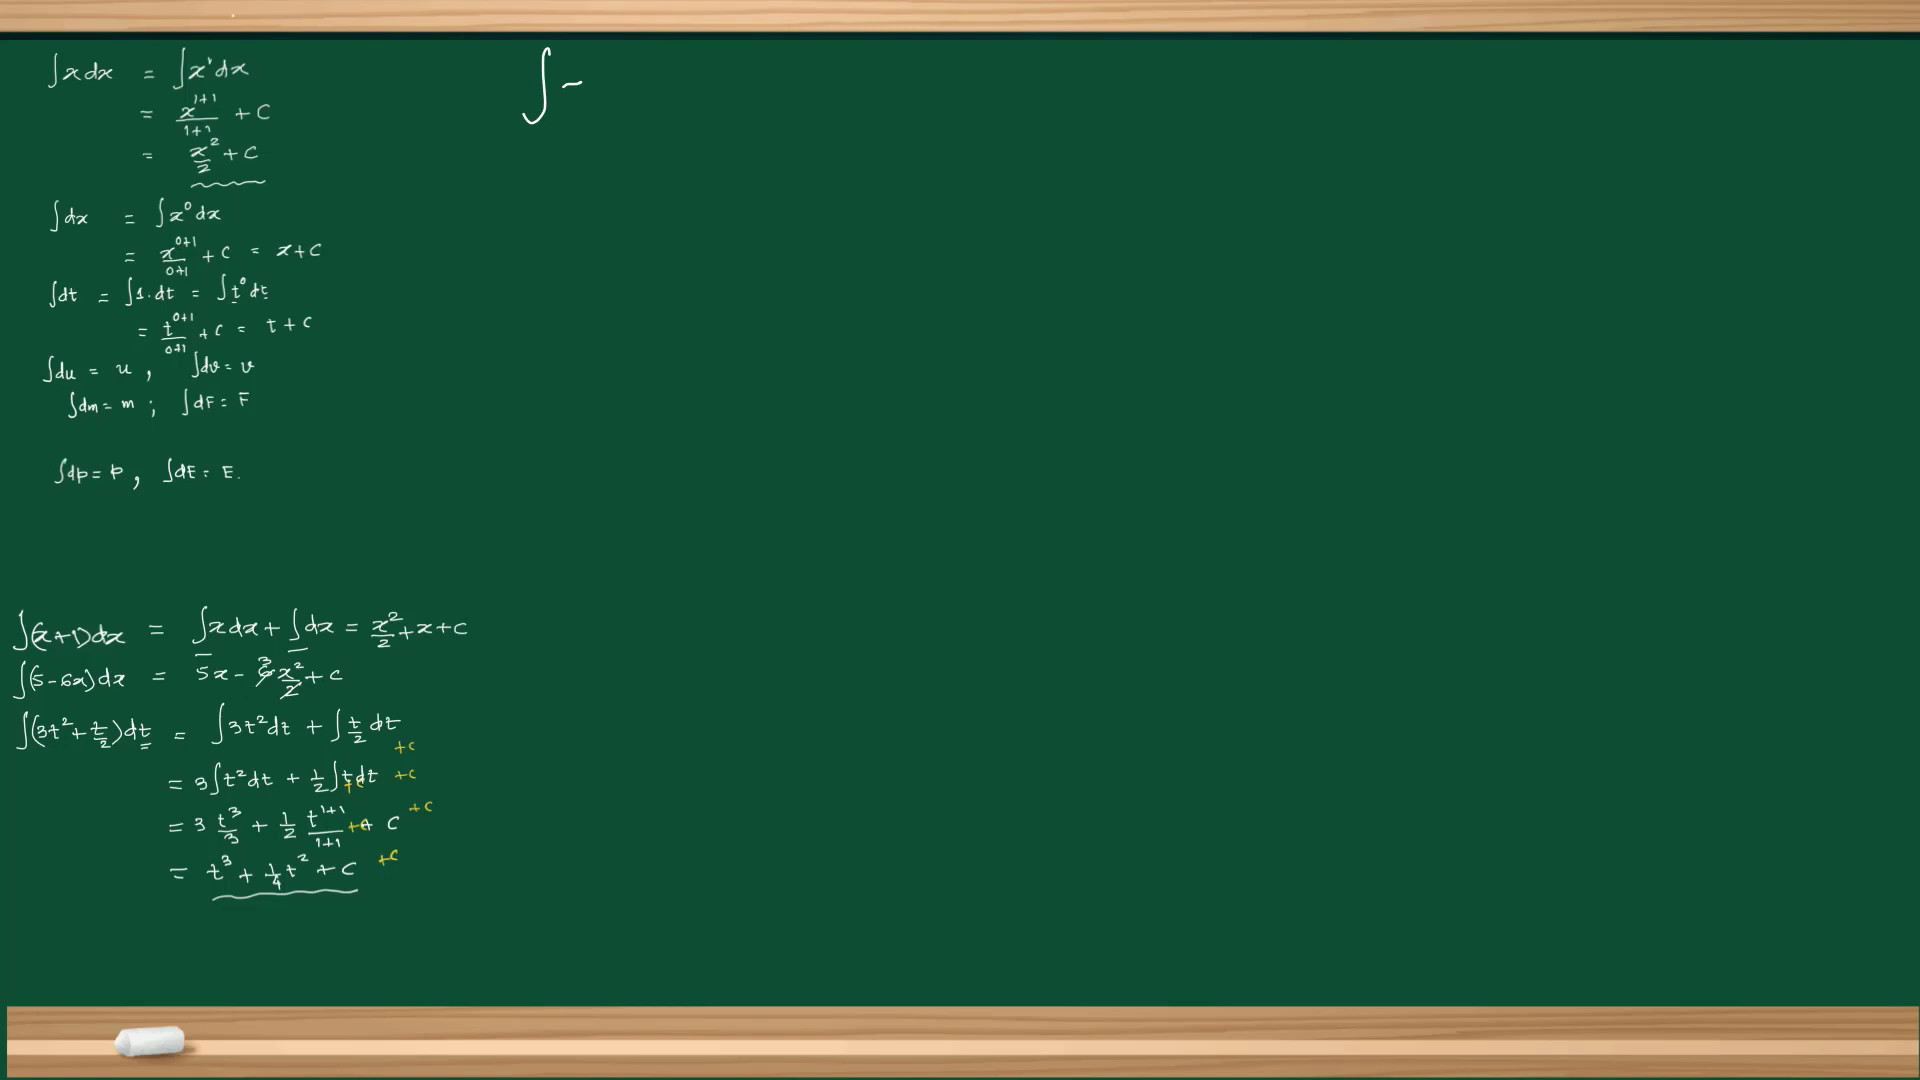 ∫x dx = ∫x¹ dx
= x^(1+1)/(1+1) + C
= x²/2 + C
∫dx = ∫x⁰ dx
= x^(0+1)/(0+1) + C = x + C
∫dt = ∫1.dt = ∫t⁰ dt
= t^(0+1)/(0+1) + C = t + C
∫du = u , ∫dv = v
∫dm = m ; ∫dF = F
∫dp = p , ∫dE = E.
∫(x+1)dx = ∫x dx + ∫dx = x²/2 + x + C
∫(5-6x)dx = 5x - 6 3 x²/2 + C
∫(3t² + t/2)dt = ∫3t² dt + ∫t/2 dt
+C
= 3∫t² dt + 1/2 ∫t dt +C +C
= 3 t³/3 + 1/2 t^(1+1)/(1+1) + C +C +C
= t³ + 1/4 t² + C +C
∫-